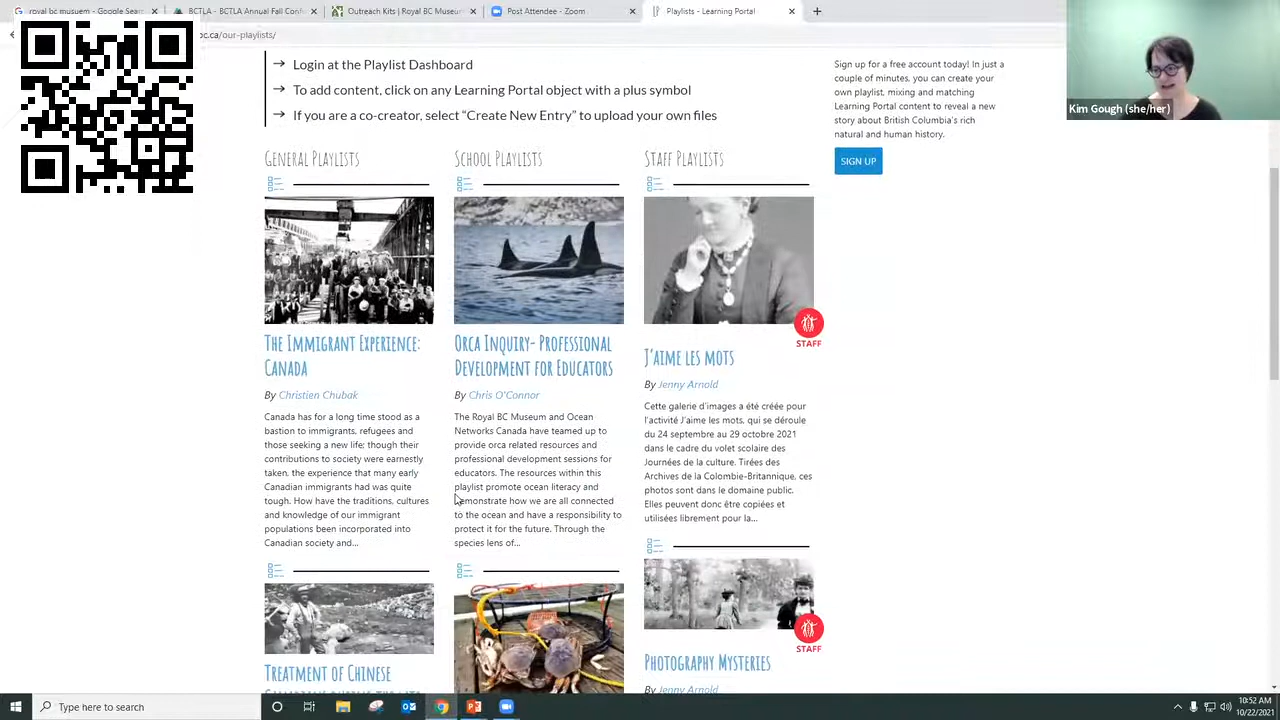 royal bc museum - Google Search
BCTLA - BCTLA Annual Fall Conf
Outreach Kits | Royal BC Museum
Post Attendee - Zoom
Playlists - Learning Portal
bc.ca/our-playlists/
Login at the Playlist Dashboard
To add content, click on any Learning Portal object with a plus symbol
If you are a co-creator, select “Create New Entry” to upload your own files
Sign up for a free account today! In just a
couple of minutes, you can create your
own playlist, mixing and matching
Learning Portal content to reveal a new
story about British Columbia's rich
natural and human history.
SIGN UP
Kim Gough (she/her)
General Playlists
School Playlists
Staff Playlists
The Immigrant Experience:
Canada
By Christien Chubak
Canada has for a long time stood as a
bastion to immigrants, refugees and
those seeking a new life; though their
contributions to society were earnestly
taken, the experience that many early
Canadian immigrants had was quite
tough. How have the traditions, cultures
and knowledge of our immigrant
populations been incorporated into
Canadian society and...
Orca Inquiry- Professional
Development for Educators
By Chris O'Connor
The Royal BC Museum and Ocean
Networks Canada have teamed up to
provide orca related resources and
professional development sessions for
educators. The resources within this
playlist promote ocean literacy and
demonstrate how we are all connected
to the ocean and have a responsibility to
protect it for the future. Through the
species lens of...
STAFF
J'aime les mots
By Jenny Arnold
Cette galerie d'images a été créée pour
l'activité J'aime les mots, qui se déroule
du 24 septembre au 29 octobre 2021
dans le cadre du volet scolaire des
Journées de la culture. Tirées des
Archives de la Colombie-Britannique, ces
photos sont dans le domaine public.
Elles peuvent donc être copiées et
utilisées librement pour la...
Treatment of Chinese
STAFF
Photography Mysteries
By Jenny Arnold
Type here to search
10:52 AM
10/22/2021